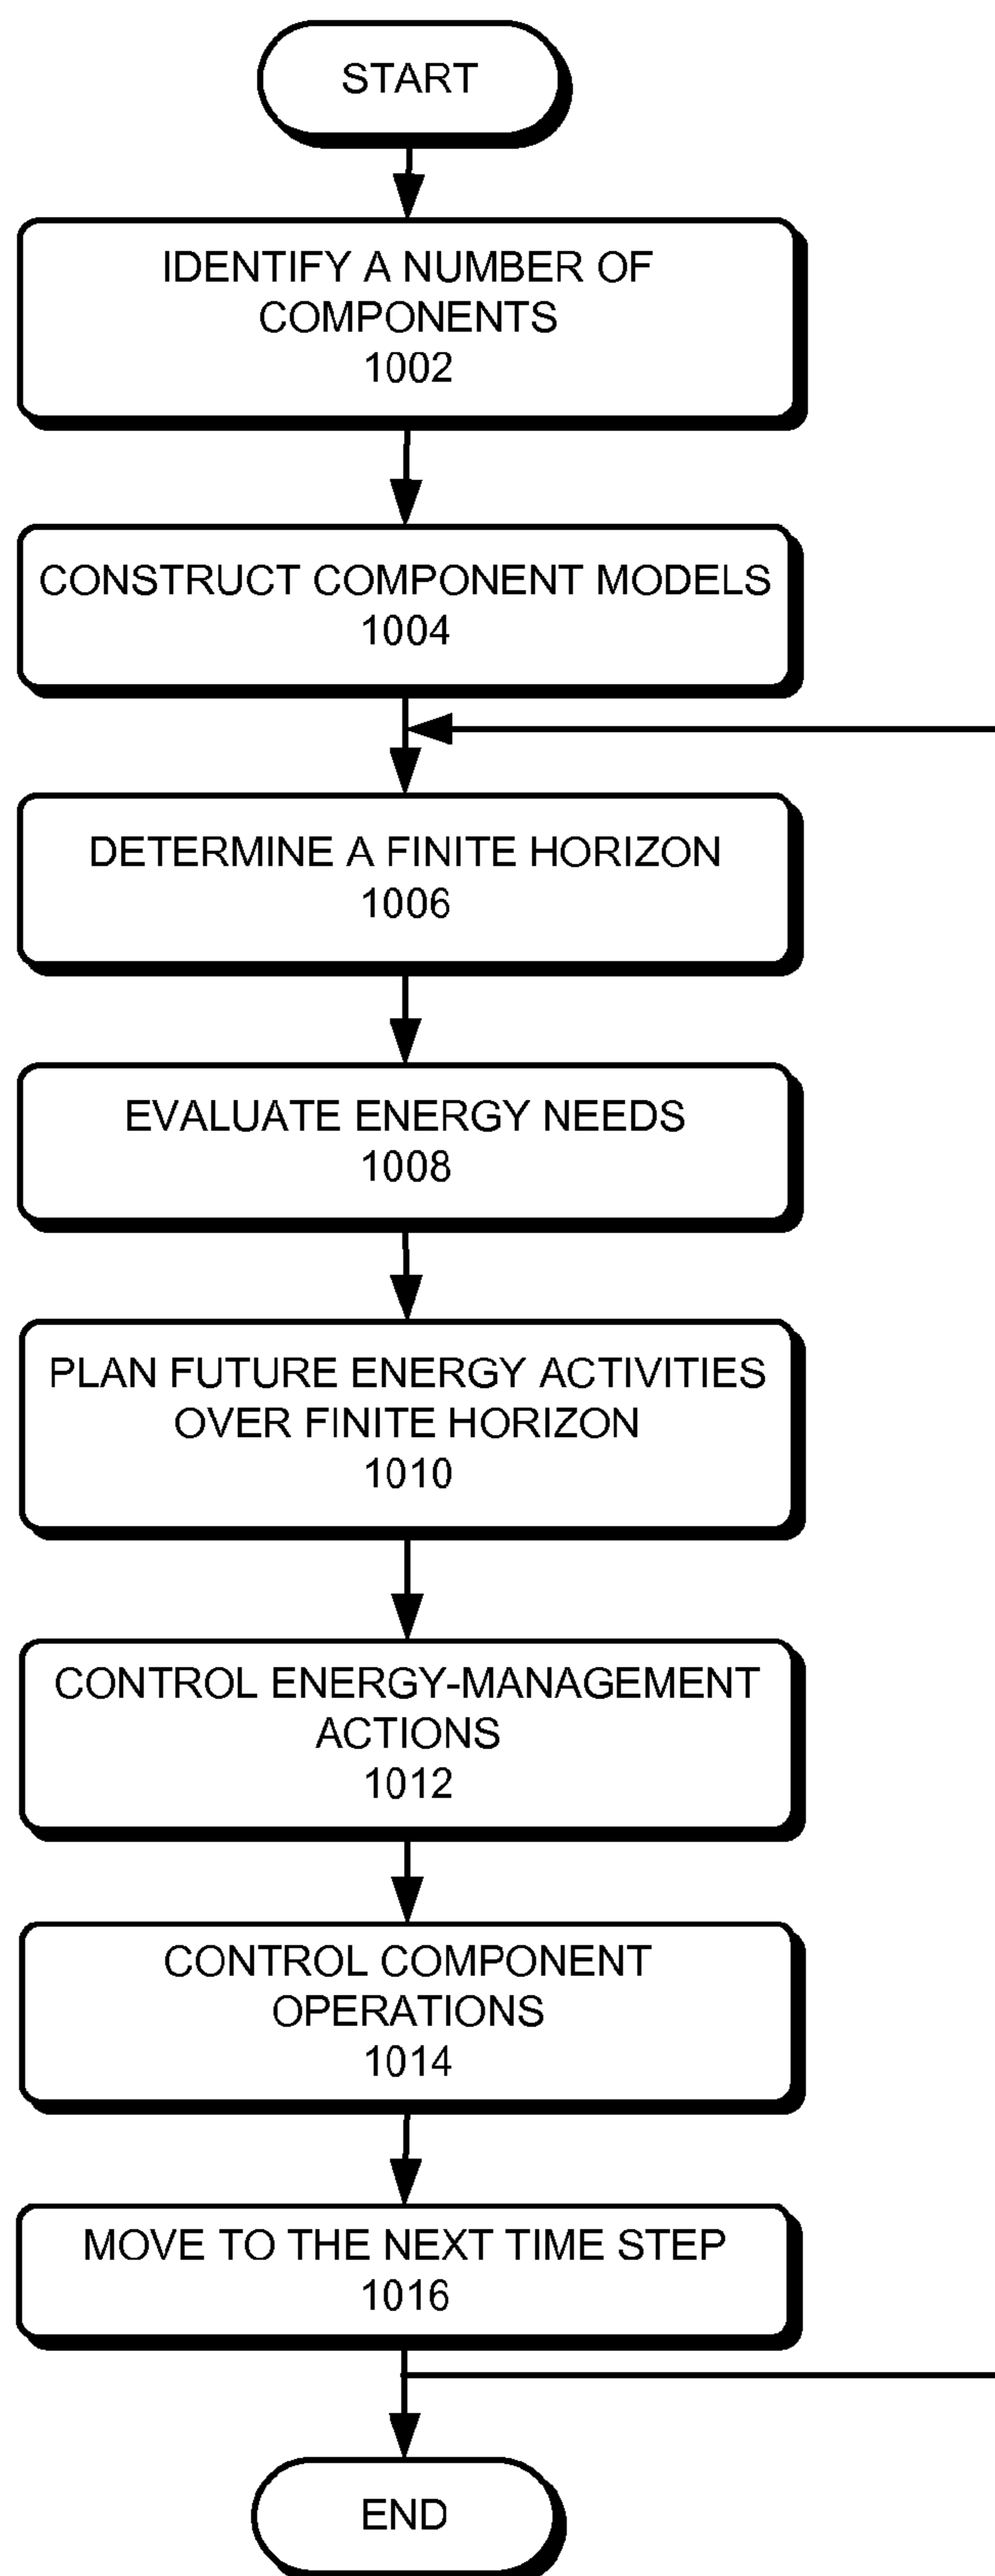 START
IDENTIFY A NUMBER OF
COMPONENTS
1002
CONSTRUCT COMPONENT MODELS
1004
DETERMINE A FINITE HORIZON
1006
EVALUATE ENERGY NEEDS
1008
PLAN FUTURE ENERGY ACTIVITIES
OVER FINITE HORIZON
1010
CONTROL ENERGY-MANAGEMENT
ACTIONS
1012
CONTROL COMPONENT
OPERATIONS
1014
MOVE TO THE NEXT TIME STEP
1016
END